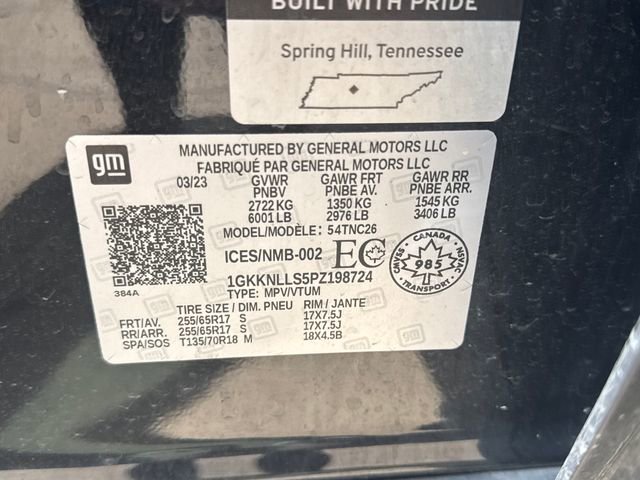 BUILT WITH PRIDE
Spring Hill, Tennessee
gm
MANUFACTURED BY GENERAL MOTORS LLC
FABRIQUÉ PAR GENERAL MOTORS LLC
03/23 GVWR GAWR FRT GAWR RR
PNBV PNBE AV. PNBE ARR.
2722 KG 1350 KG 1545 KG
6001 LB 2976 LB 3406 LB
MODEL/MODÈLE: 54TNC26
ICES/NMB-002 EC
CANADA
CMVSS 985 NSVAC
TRANSPORT
1GKKNLLS5PZ198724
384A
TYPE: MPV/VTUM
TIRE SIZE / DIM. PNEU RIM / JANTE
FRT/AV. 255/65R17 S 17X7.5J
RR/ARR. 255/65R17 S 17X7.5J
SPA/SOS T135/70R18 M 18X4.5B